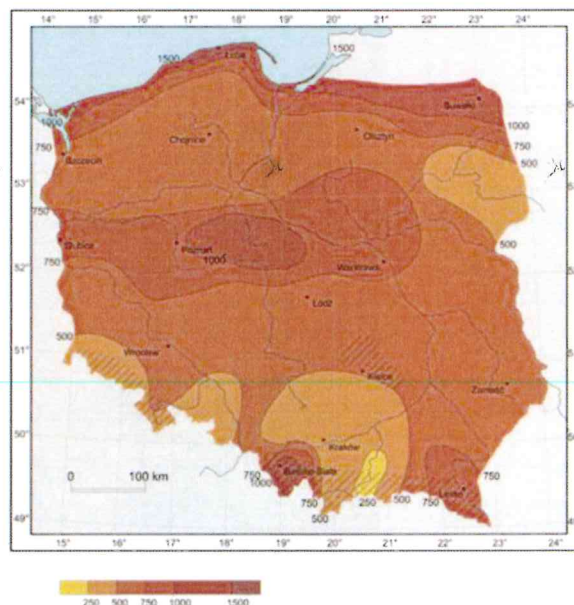 14° 15° 16° 17° 18° 19° 20° 21° 22° 23° 24°
1500
Łeba
1500
54°
1000
Suwałki
1000
750
Chojnice
Olsztyn
Szczecin
500
53°
750
Słubice
Poznań
500
52°
750
1000
Warszawa
Łódź
500
51°
Wrocław
Kielce
Zamość
50°
Kraków
0 100 km
750
Bielsko-Biała
1000
750
Lesko
750
500
250
500
750
49°
500
15° 16° 17° 18° 19° 20° 21° 22° 23° 24°
250 500 750 1000 1500